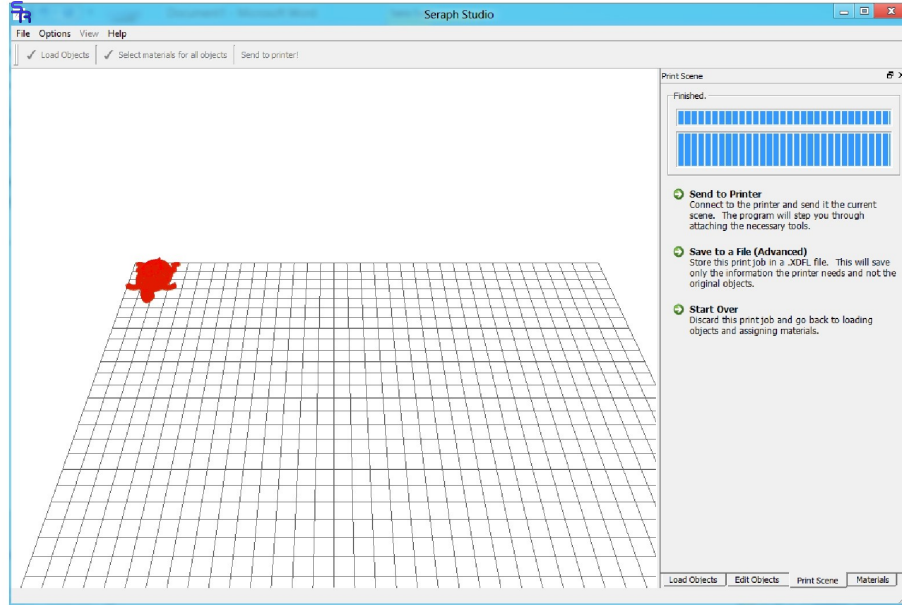 SR
Seraph Studio
File Options View Help
Load Objects Select materials for all objects Send to printer!
Print Scene
Finished.
Send to Printer
Connect to the printer and send it the current
scene. The program will step you through
attaching the necessary tools.
Save to a File (Advanced)
Store this print job in a .XDFL file. This will save
only the information the printer needs and not the
original objects.
Start Over
Discard this print job and go back to loading
objects and assigning materials.
Load Objects Edit Objects Print Scene Materials